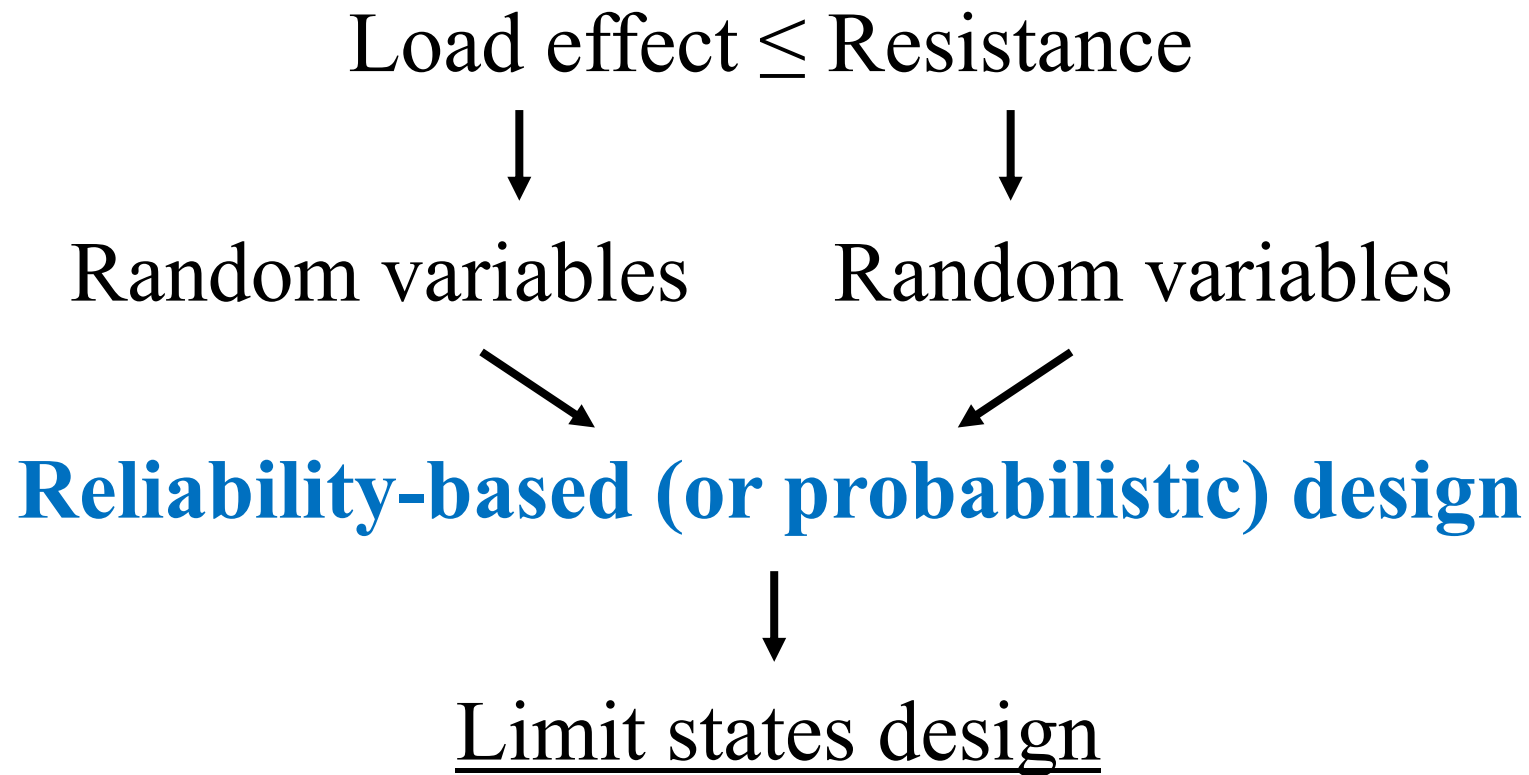 Load effect ≤ Resistance
Random variables Random variables
Reliability-based (or probabilistic) design
Limit states design